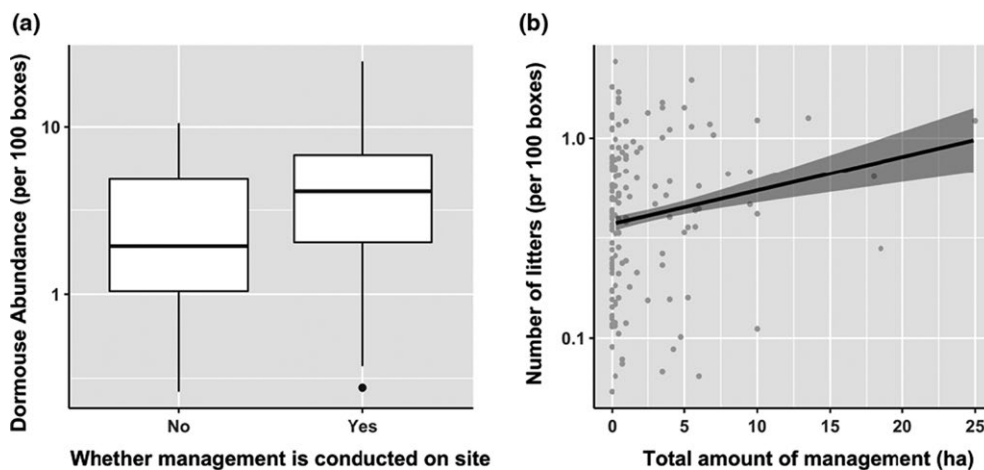 (a)
Dormouse Abundance (per 100 boxes)
10
1
No Yes
Whether management is conducted on site
(b)
Number of litters (per 100 boxes)
1.0
0.1
0 5 10 15 20 25
Total amount of management (ha)